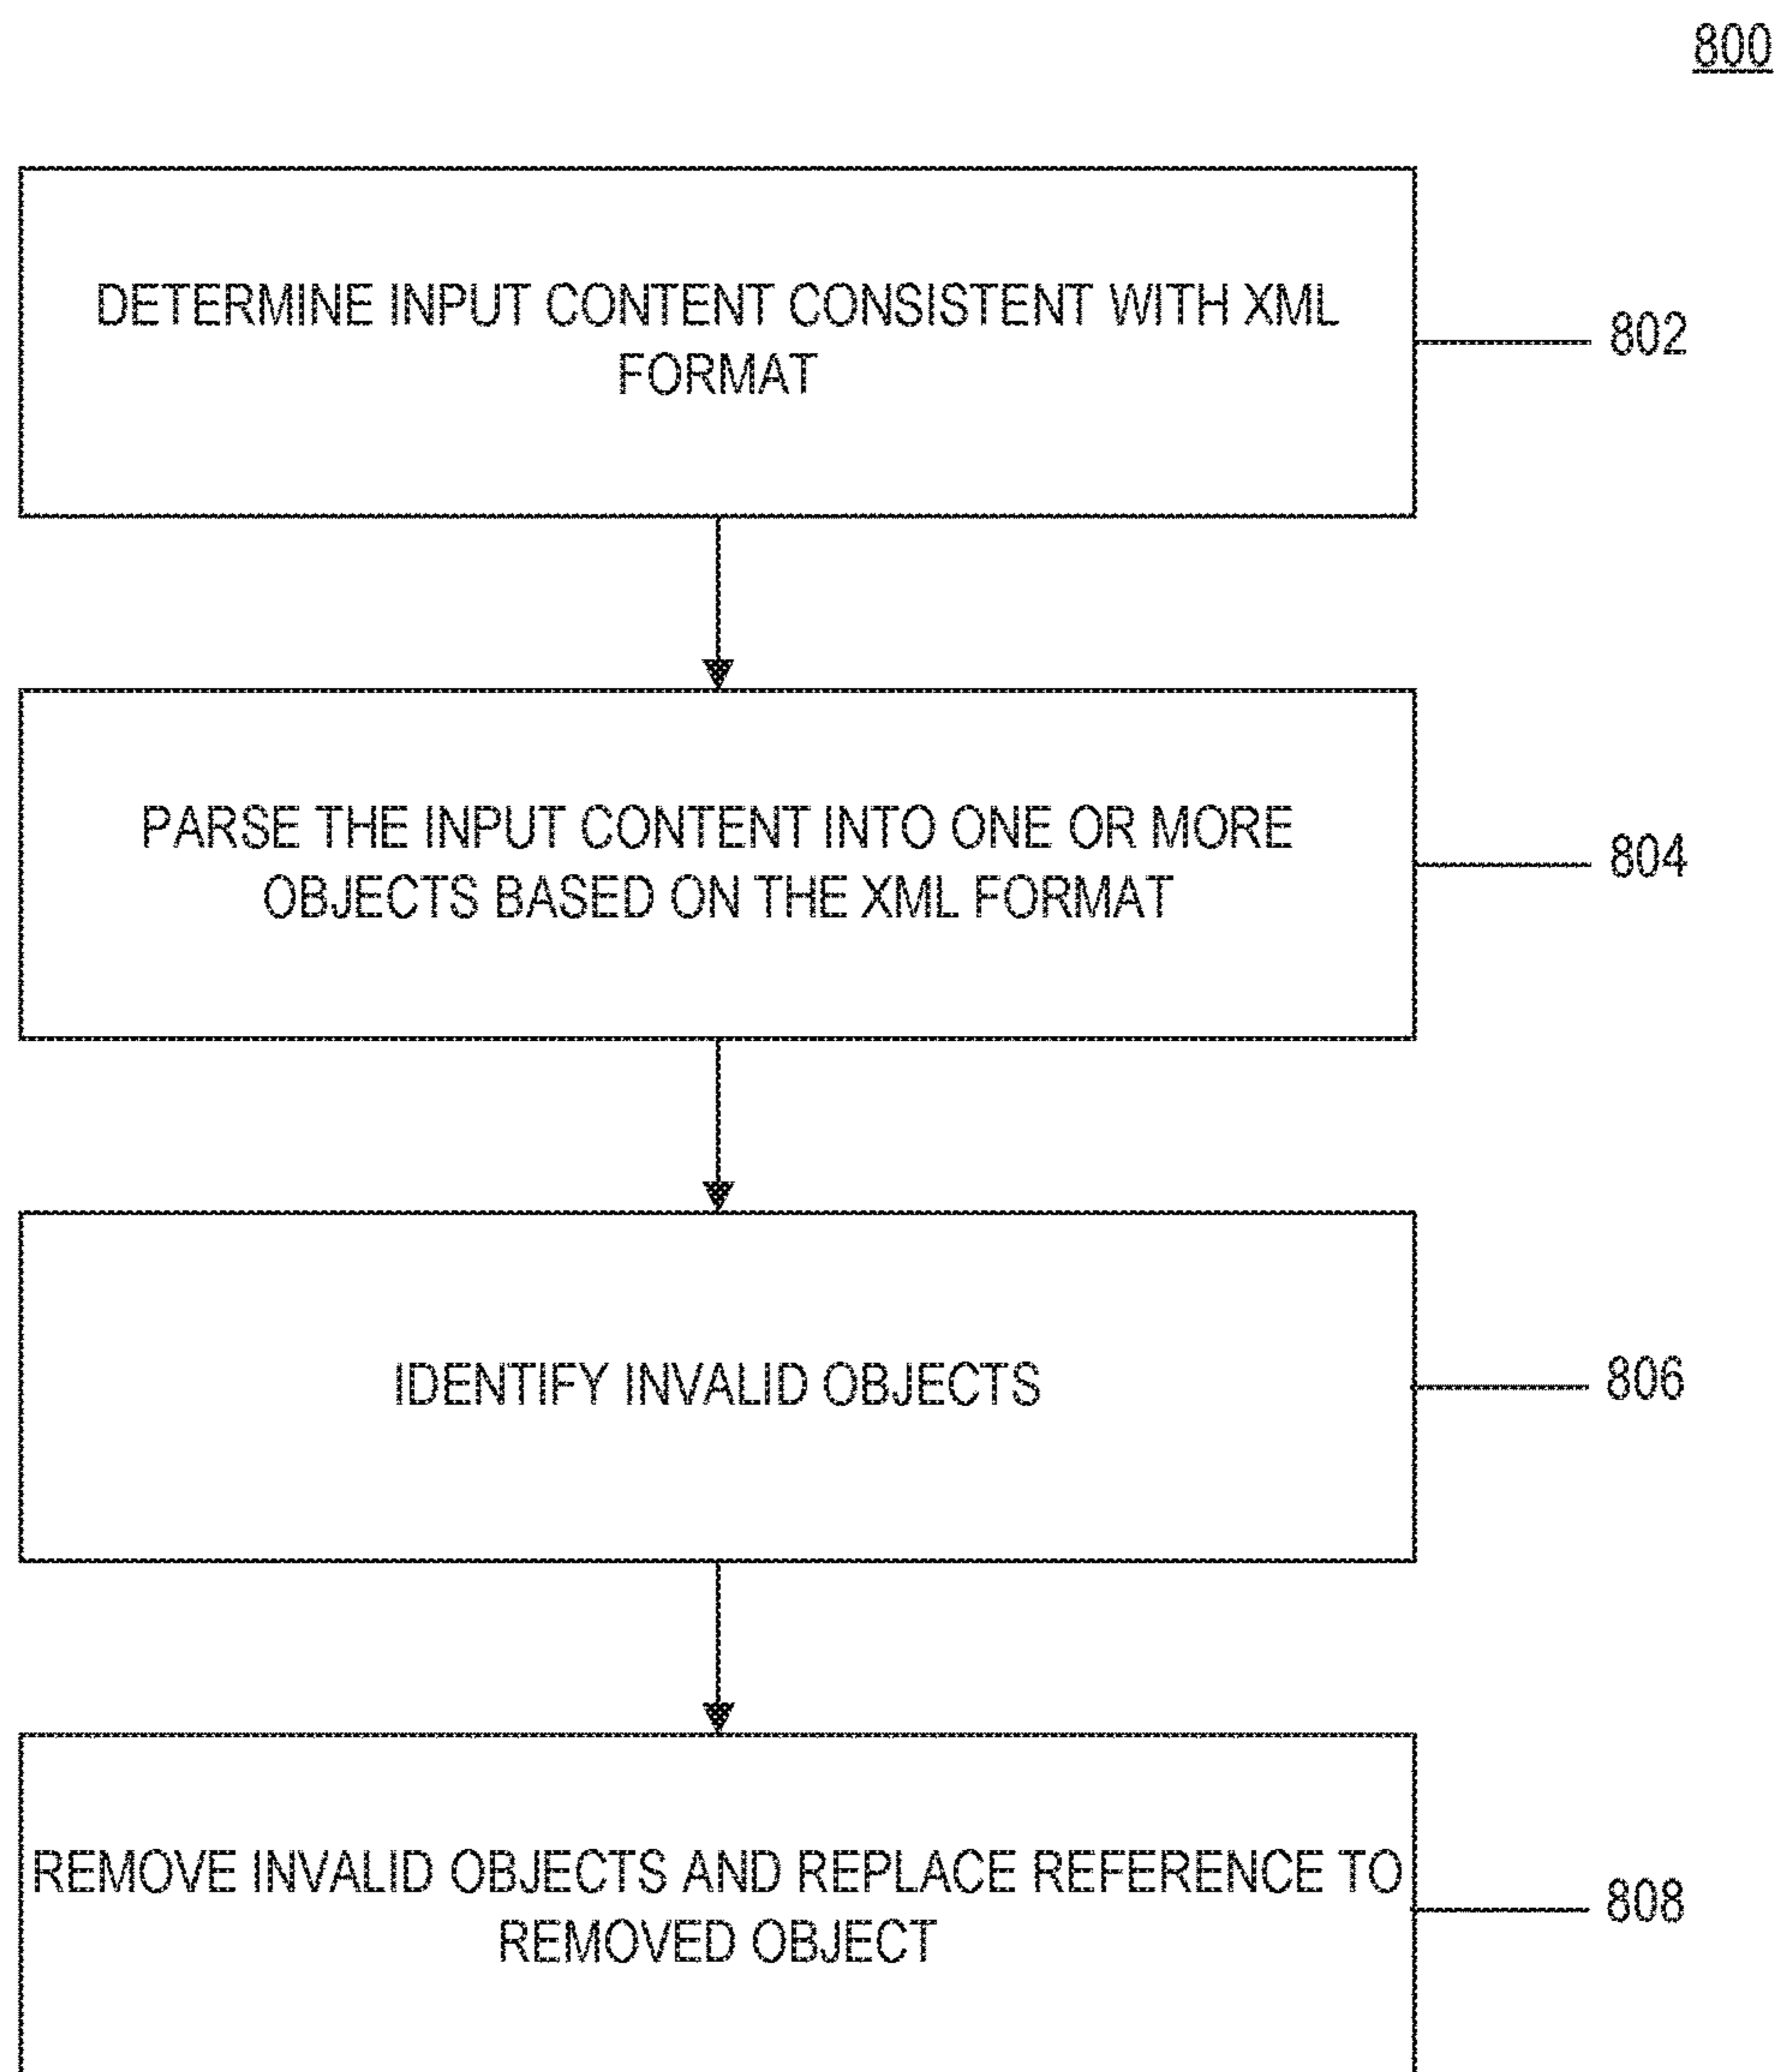 800
DETERMINE INPUT CONTENT CONSISTENT WITH XML
FORMAT
802
PARSE THE INPUT CONTENT INTO ONE OR MORE
OBJECTS BASED ON THE XML FORMAT
804
IDENTIFY INVALID OBJECTS
806
REMOVE INVALID OBJECTS AND REPLACE REFERENCE TO
REMOVED OBJECT
808